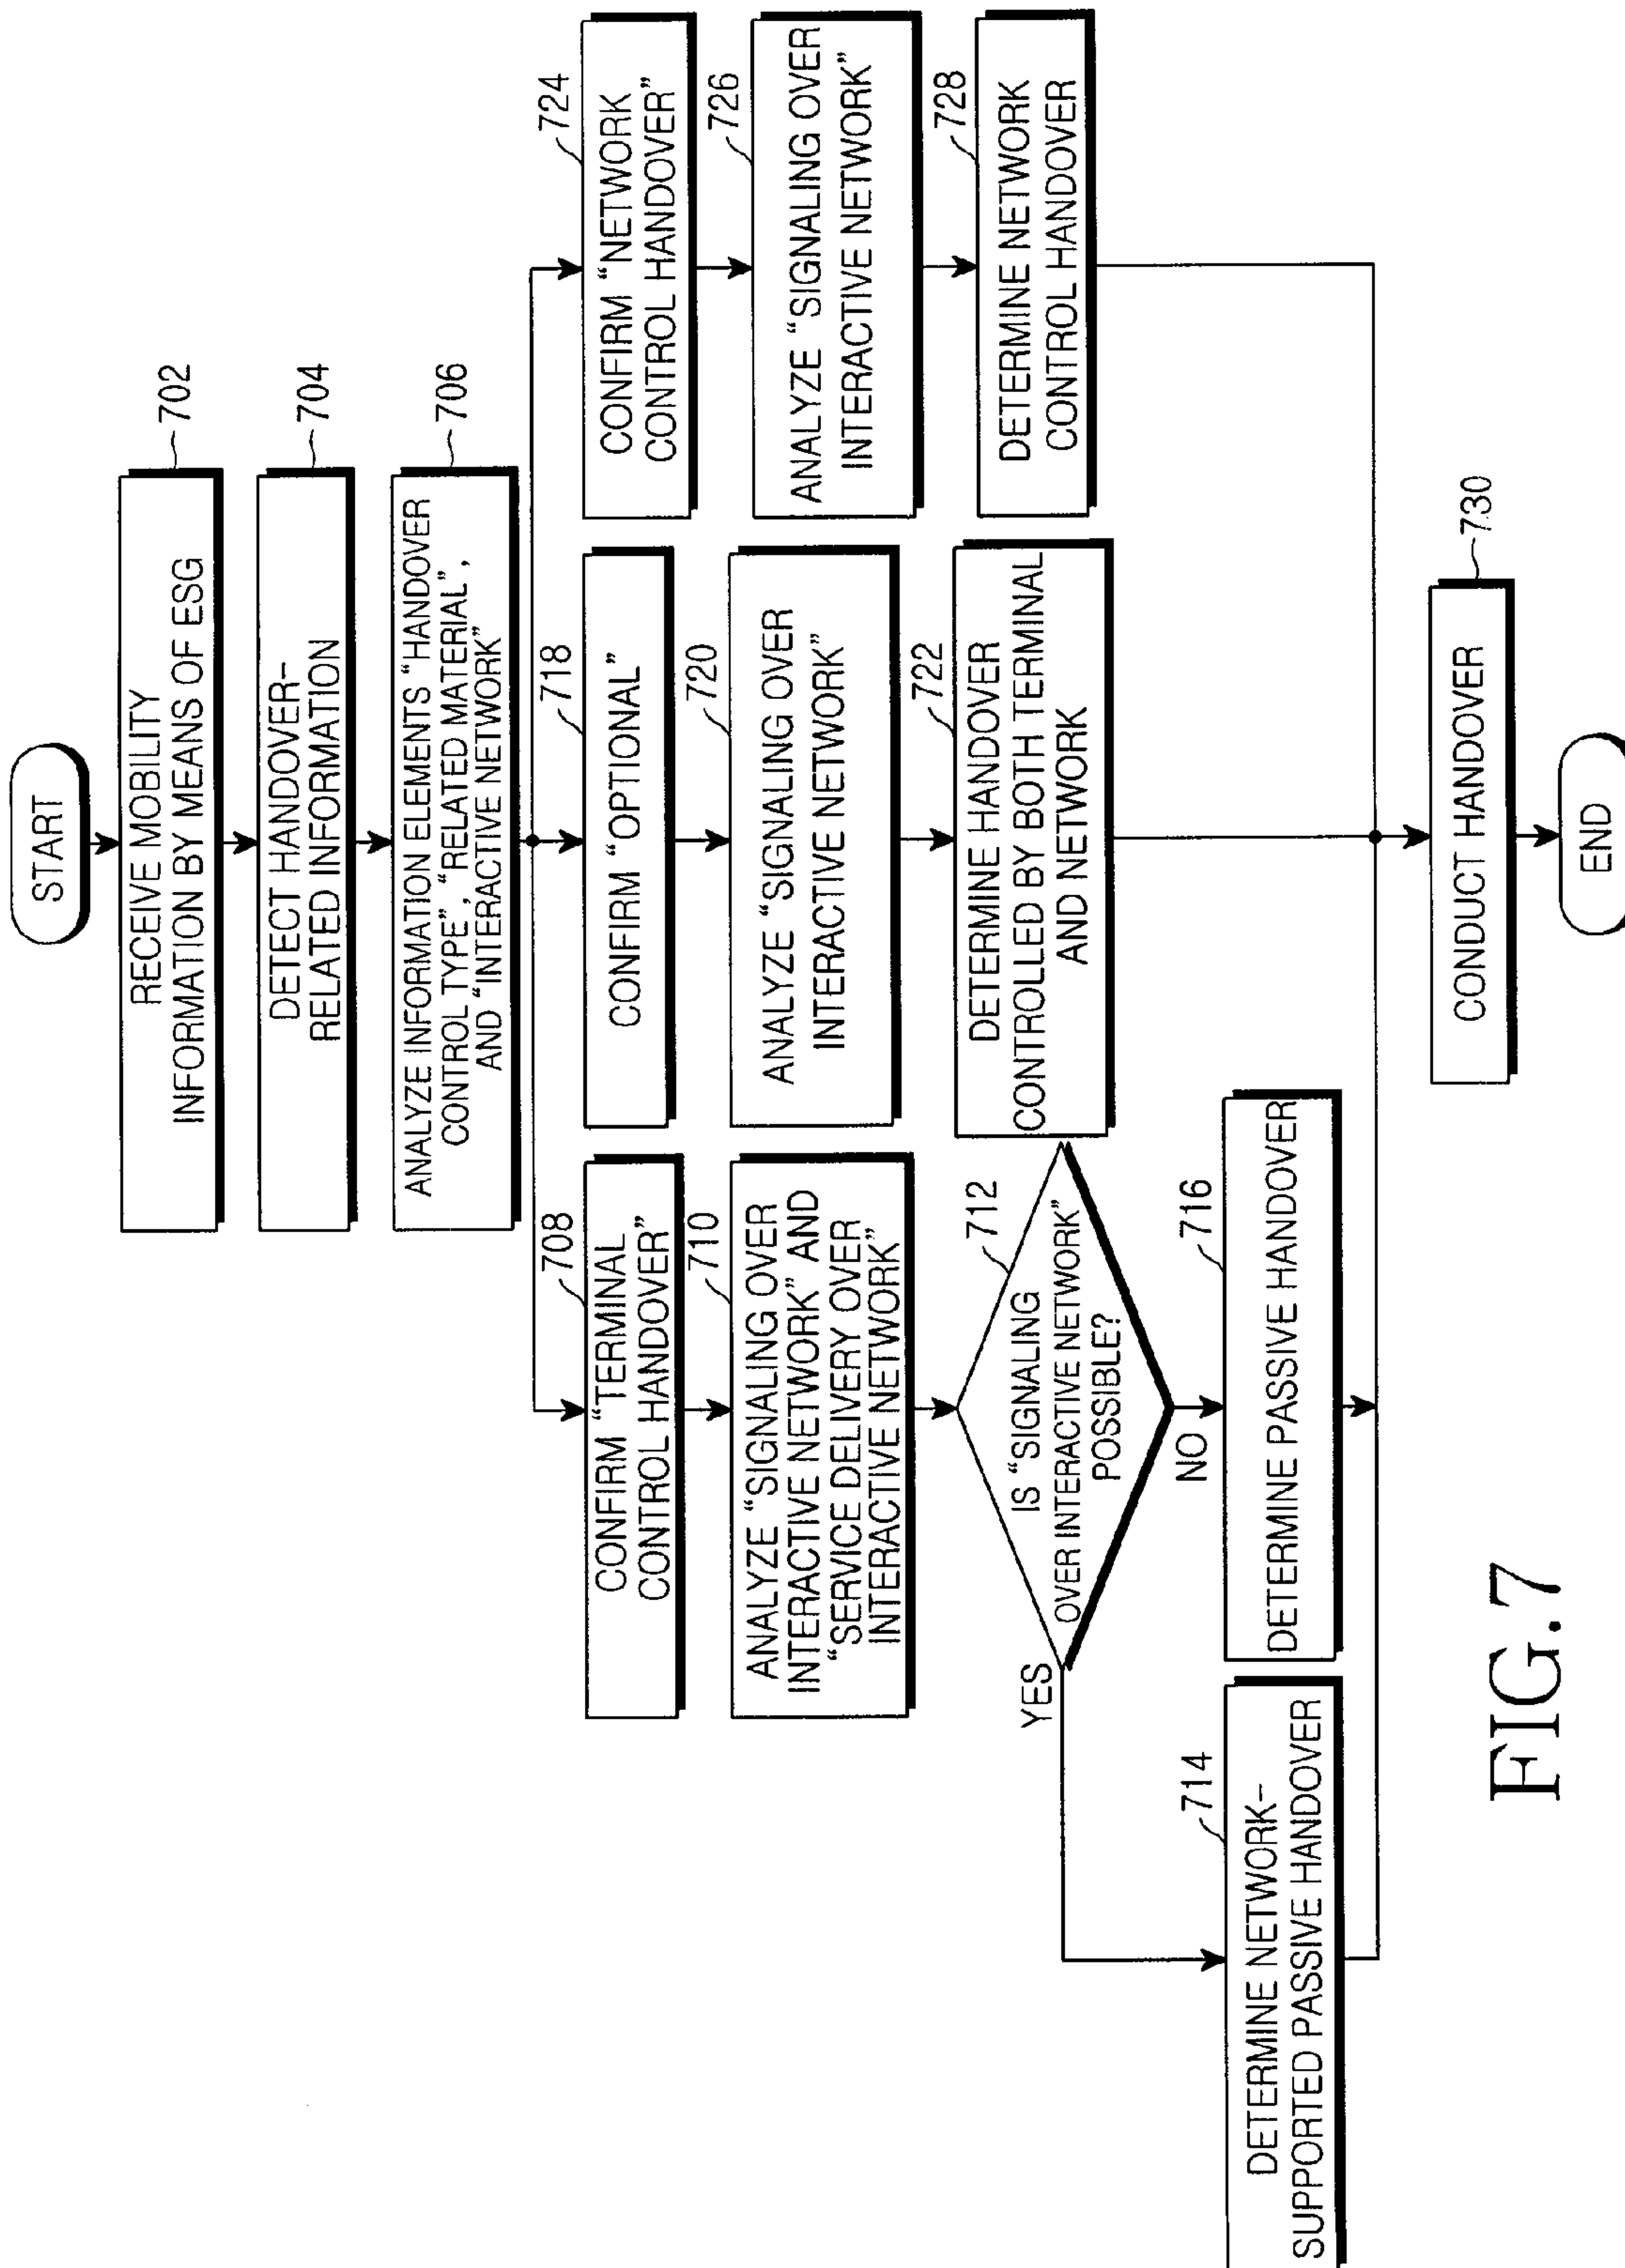 START
RECEIVE MOBILITY
INFORMATION BY MEANS OF ESG
702
DETECT HANDOVER-
RELATED INFORMATION
704
ANALYZE INFORMATION ELEMENTS “HANDOVER
CONTROL TYPE”, “RELATED MATERIAL”,
AND “INTERACTIVE NETWORK”
706
708
CONFIRM “TERMINAL
CONTROL HANDOVER”
710
ANALYZE “SIGNALING OVER
INTERACTIVE NETWORK” AND
“SERVICE DELIVERY OVER
INTERACTIVE NETWORK”
712
IS “SIGNALING
OVER INTERACTIVE NETWORK”
POSSIBLE?
YES
NO
714
DETERMINE NETWORK-
SUPPORTED PASSIVE HANDOVER
716
DETERMINE PASSIVE HANDOVER
718
CONFIRM “OPTIONAL”
720
ANALYZE “SIGNALING OVER
INTERACTIVE NETWORK”
722
DETERMINE HANDOVER
CONTROLLED BY BOTH TERMINAL
AND NETWORK
724
CONFIRM “NETWORK
CONTROL HANDOVER”
726
ANALYZE “SIGNALING OVER
INTERACTIVE NETWORK”
728
DETERMINE NETWORK
CONTROL HANDOVER
CONDUCT HANDOVER
730
END
FIG.7